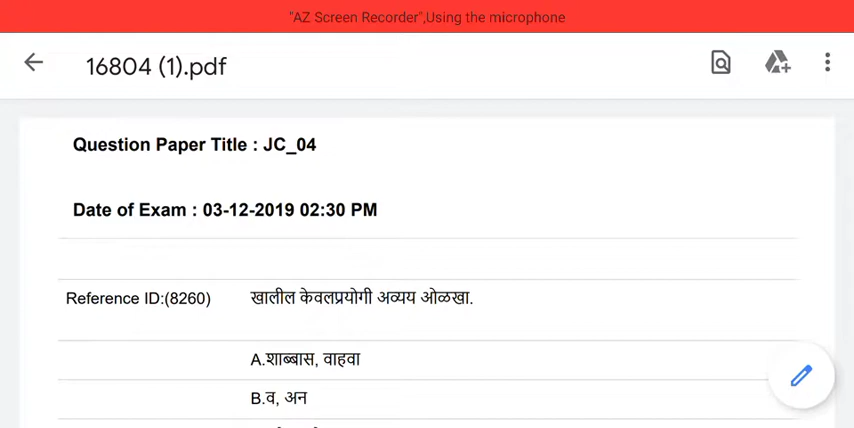 "AZ Screen Recorder",Using the microphone
16804 (1).pdf
Question Paper Title : JC_04
Date of Exam : 03-12-2019 02:30 PM
Reference ID:(8260) खालील केवलप्रयोगी अव्यय ओळखा.
A.शाब्बास, वाहवा
B.व, अन